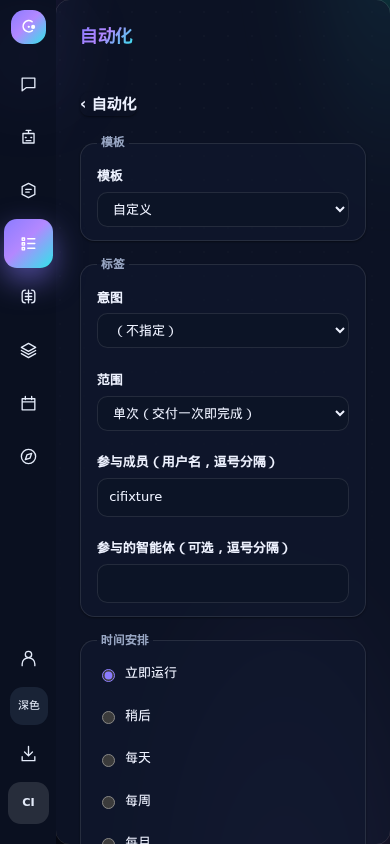 自动化
‹ 自动化
模板
模板
自定义
标签
意图
（不指定）
范围
单次（交付一次即完成）
参与成员（用户名，逗号分隔）
cifixture
参与的智能体（可选，逗号分隔）
时间安排
立即运行
稍后
每天
每周
每月
深色
CI